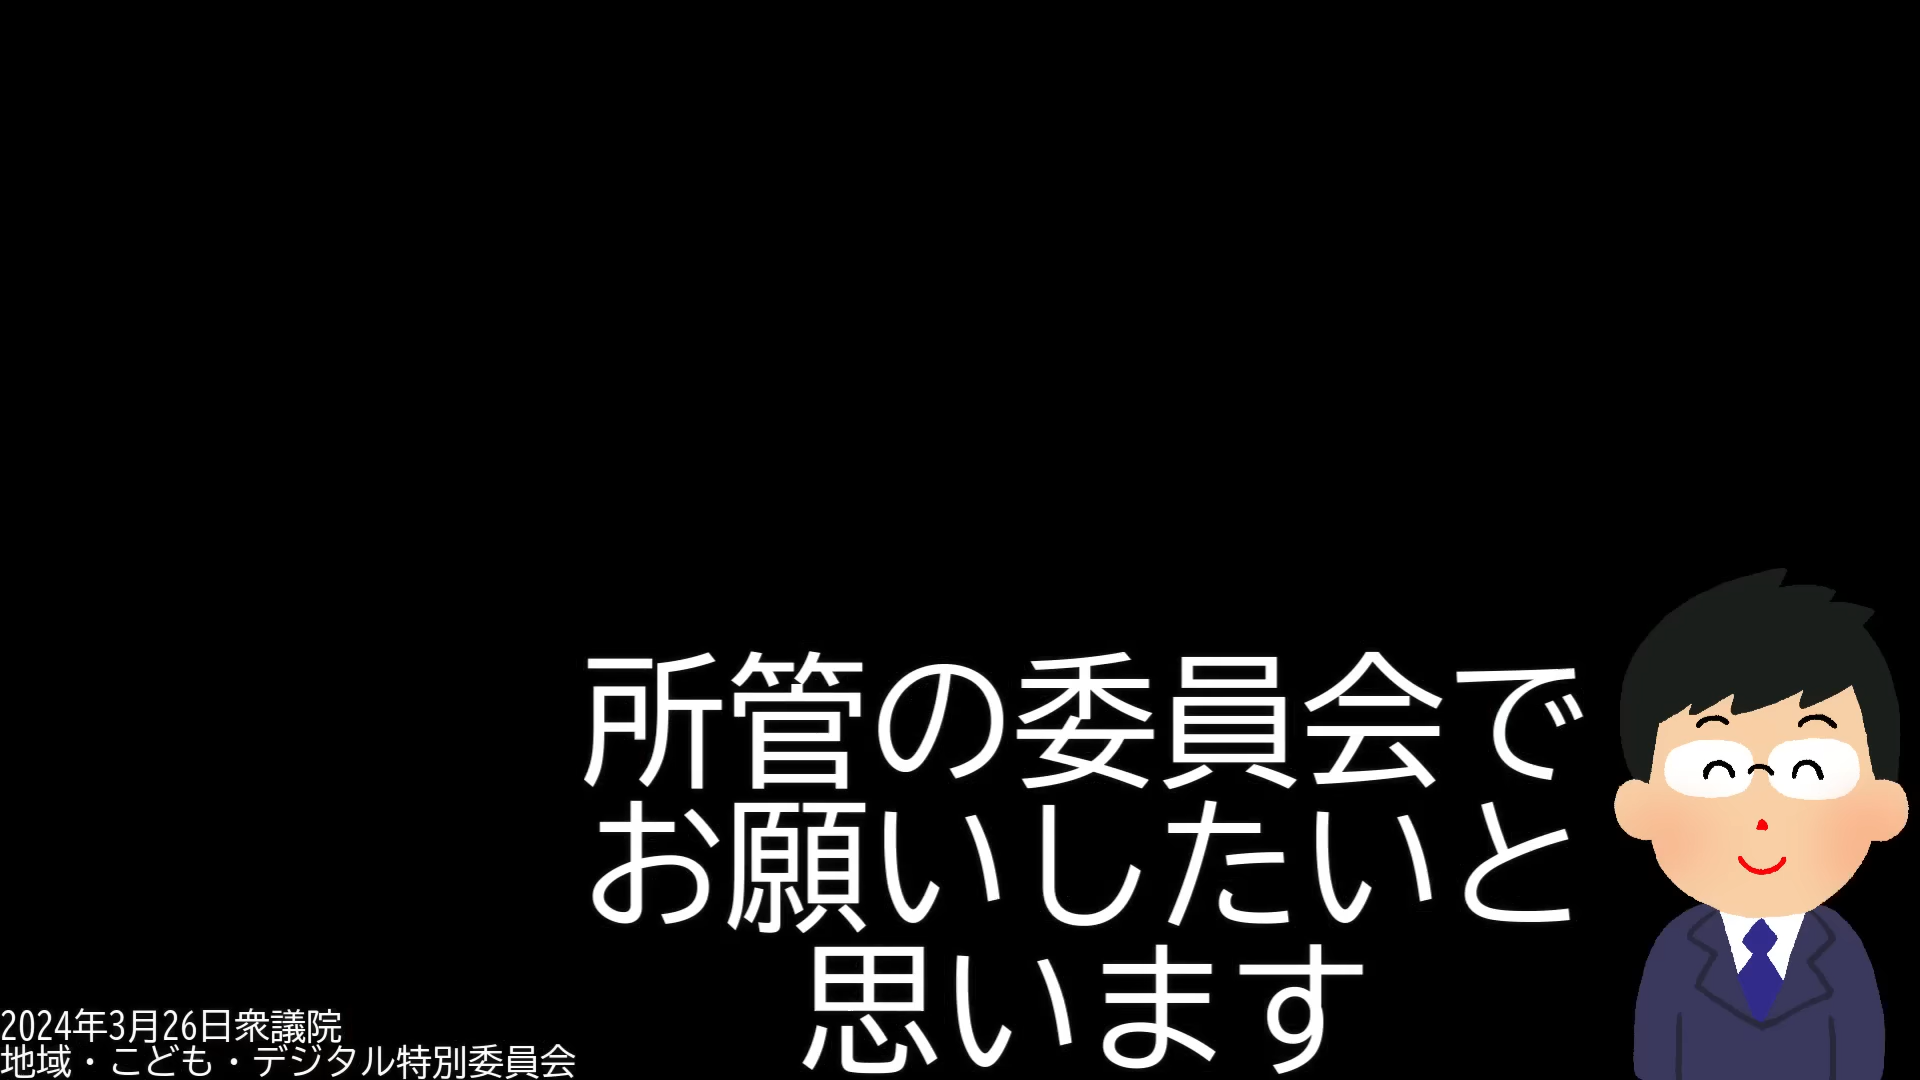 所管の委員会で
お願いしたいと
思います
2024年3月26日衆議院
地域・こども・デジタル特別委員会